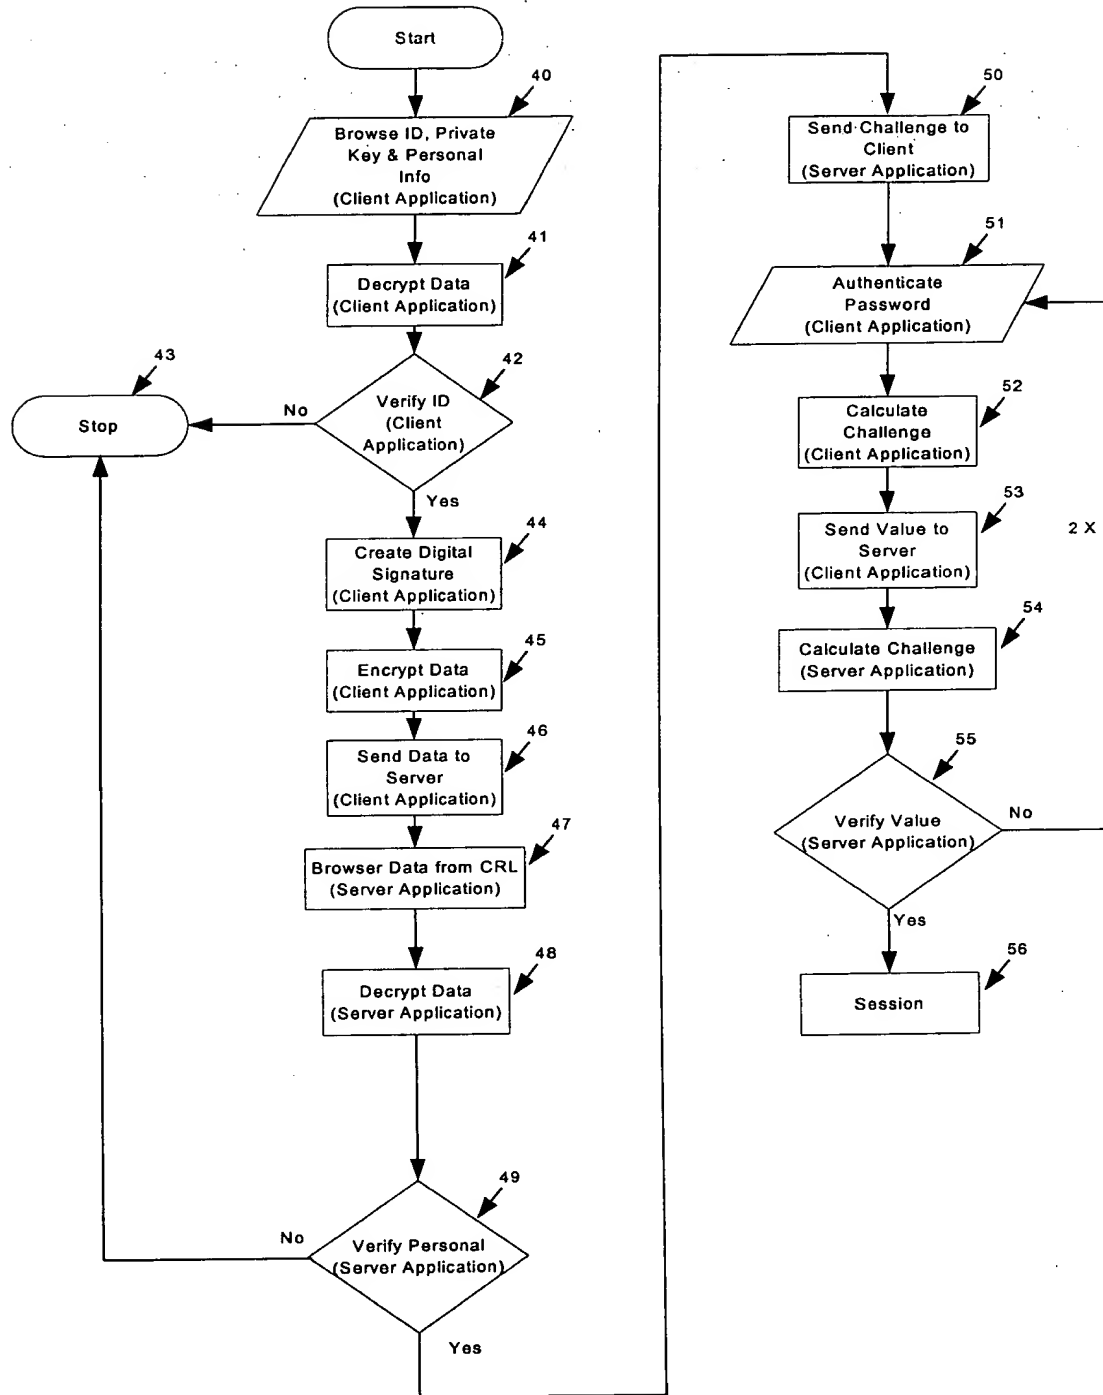 Start
40
Browse ID, Private
Key & Personal
Info
(Client Application)
41
Decrypt Data
(Client Application)
43
Stop
42
No
Verify ID
(Client
Application)
Yes
44
Create Digital
Signature
(Client Application)
45
Encrypt Data
(Client Application)
46
Send Data to
Server
(Client Application)
47
Browser Data from CRL
(Server Application)
48
Decrypt Data
(Server Application)
49
No
Verify Personal
(Server Application)
Yes
50
Send Challenge to
Client
(Server Application)
51
Authenticate
Password
(Client Application)
52
Calculate
Challenge
(Client Application)
53
Send Value to
Server
(Client Application)
2 X
54
Calculate Challenge
(Server Application)
55
Verify Value
(Server Application)
No
Yes
56
Session